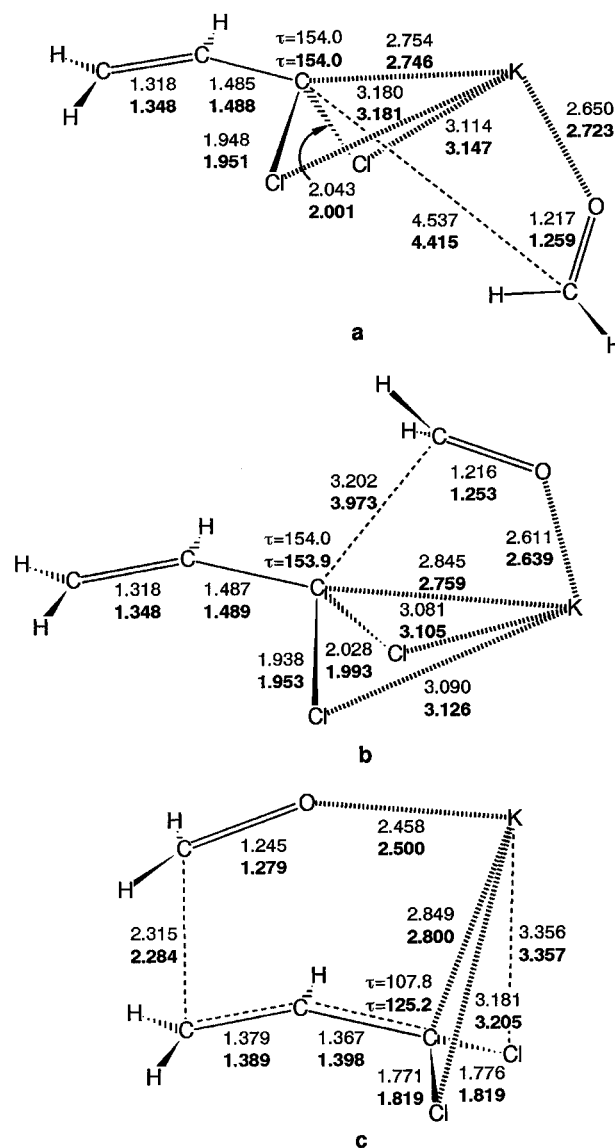 H
H
τ=154.0
2.754
C
C
C
τ=154.0
2.746
K
H
1.318
1.485
3.180
2.650
1.348
1.488
3.181
2.723
1.948
3.114
1.951
3.147
Cl
Cl
O
2.043
4.537
1.217
2.001
4.415
1.259
H
C
H
a
H
H
C
1.216
O
3.202
1.253
3.973
H
τ=154.0
2.611
H
C
τ=153.9
2.845
2.639
C
2.759
1.318
1.487
C
K
H
1.348
1.489
3.081
3.105
2.028
Cl
1.938
1.993
1.953
3.090
Cl
3.126
b
H
O
K
C
2.458
1.245
2.500
H
1.279
2.849
3.356
2.315
2.800
3.357
2.284
H
τ=107.8
H
C
τ=125.2
3.181
C
3.205
H
1.379
1.367
C
Cl
1.389
1.398
1.771
1.776
1.819
Cl
1.819
c